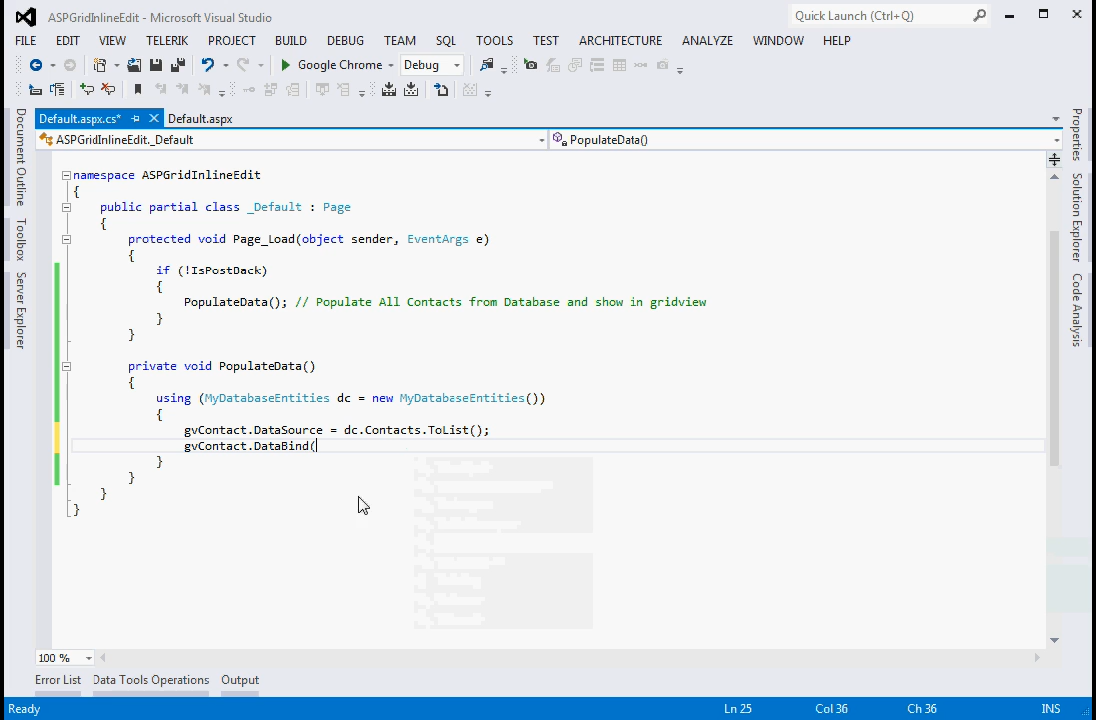 ASPGridInlineEdit - Microsoft Visual Studio
Quick Launch (Ctrl+Q)
FILE EDIT VIEW TELERIK PROJECT BUILD DEBUG TEAM SQL TOOLS TEST ARCHITECTURE ANALYZE WINDOW HELP
Google Chrome Debug
Default.aspx.cs* Default.aspx
ASPGridInlineEdit._Default PopulateData()
Document Outline
Toolbox
Server Explorer
namespace ASPGridInlineEdit
{
public partial class _Default : Page
{
protected void Page_Load(object sender, EventArgs e)
{
if (!IsPostDack)
{
PopulateData(); // Populate All Contacts from Database and show in gridview
}
}
private void PopulateData()
{
using (MyDatabaseEntities dc = new MyDatabaseEntities())
{
gvContact.DataSource = dc.Contacts.ToList();
gvContact.DataBind(
}
}
}
}
Properties
Solution Explorer
Code Analysis
100 %
Error List Data Tools Operations Output
Ready Ln 25 Col 36 Ch 36 INS